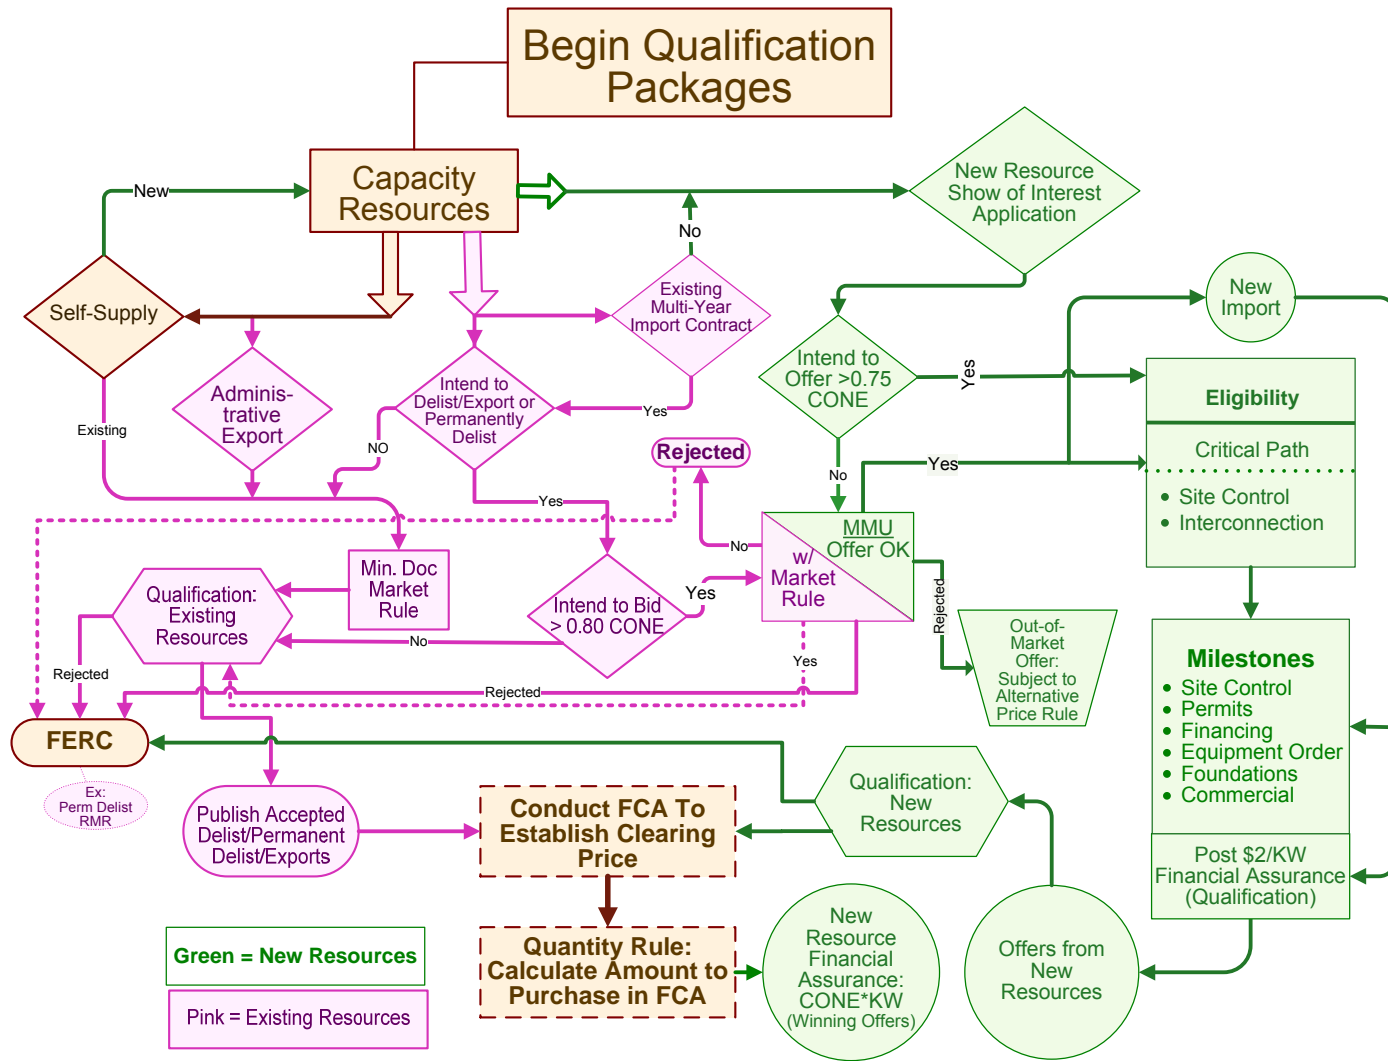 Begin Qualification
Packages
Capacity
Resources
New
New Resource
Show of Interest
Application
No
Self-Supply
Existing
Multi-Year
Import Contract
New
Import
Intend to
Offer >0.75
CONE
Yes
Adminis-
trative
Export
Intend to
Delist/Export or
Permanently
Delist
Yes
Existing
NO
Eligibility
Critical Path
• Site Control
• Interconnection
Rejected
No
Yes
Yes
MMU
Offer OK
w/
Market
Rule
No
Rejected
Min. Doc
Market
Rule
Qualification:
Existing
Resources
Intend to Bid
> 0.80 CONE
Yes
No
Yes
Rejected
Rejected
Out-of-
Market
Offer:
Subject to
Alternative
Price Rule
Milestones
• Site Control
• Permits
• Financing
• Equipment Order
• Foundations
• Commercial
FERC
Ex:
Perm Delist
RMR
Publish Accepted
Delist/Permanent
Delist/Exports
Conduct FCA To
Establish Clearing
Price
Qualification:
New
Resources
Post $2/KW
Financial Assurance
(Qualification)
Green = New Resources
Pink = Existing Resources
Quantity Rule:
Calculate Amount to
Purchase in FCA
New
Resource
Financial
Assurance:
CONE*KW
(Winning Offers)
Offers from
New
Resources